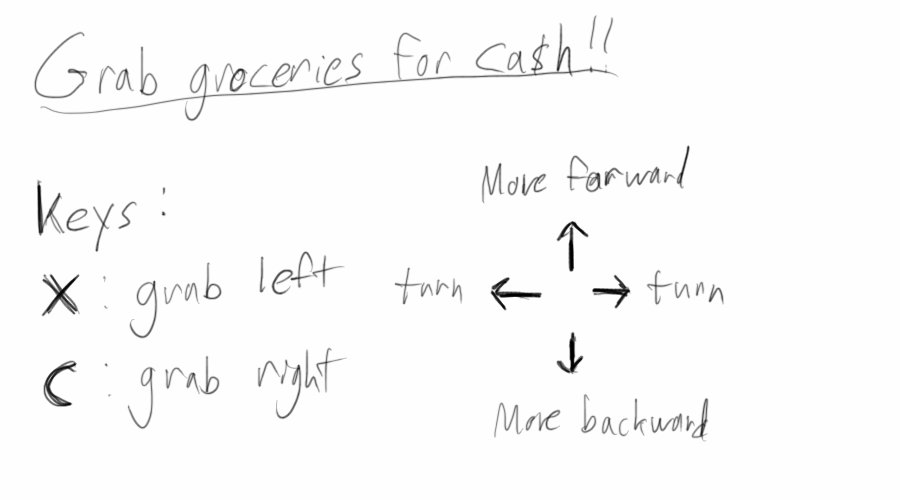 Grab groceries for ca$h!!
Keys:
X: grab left
C: grab right
Move forward
↑
turn ← → turn
↓
Move backward